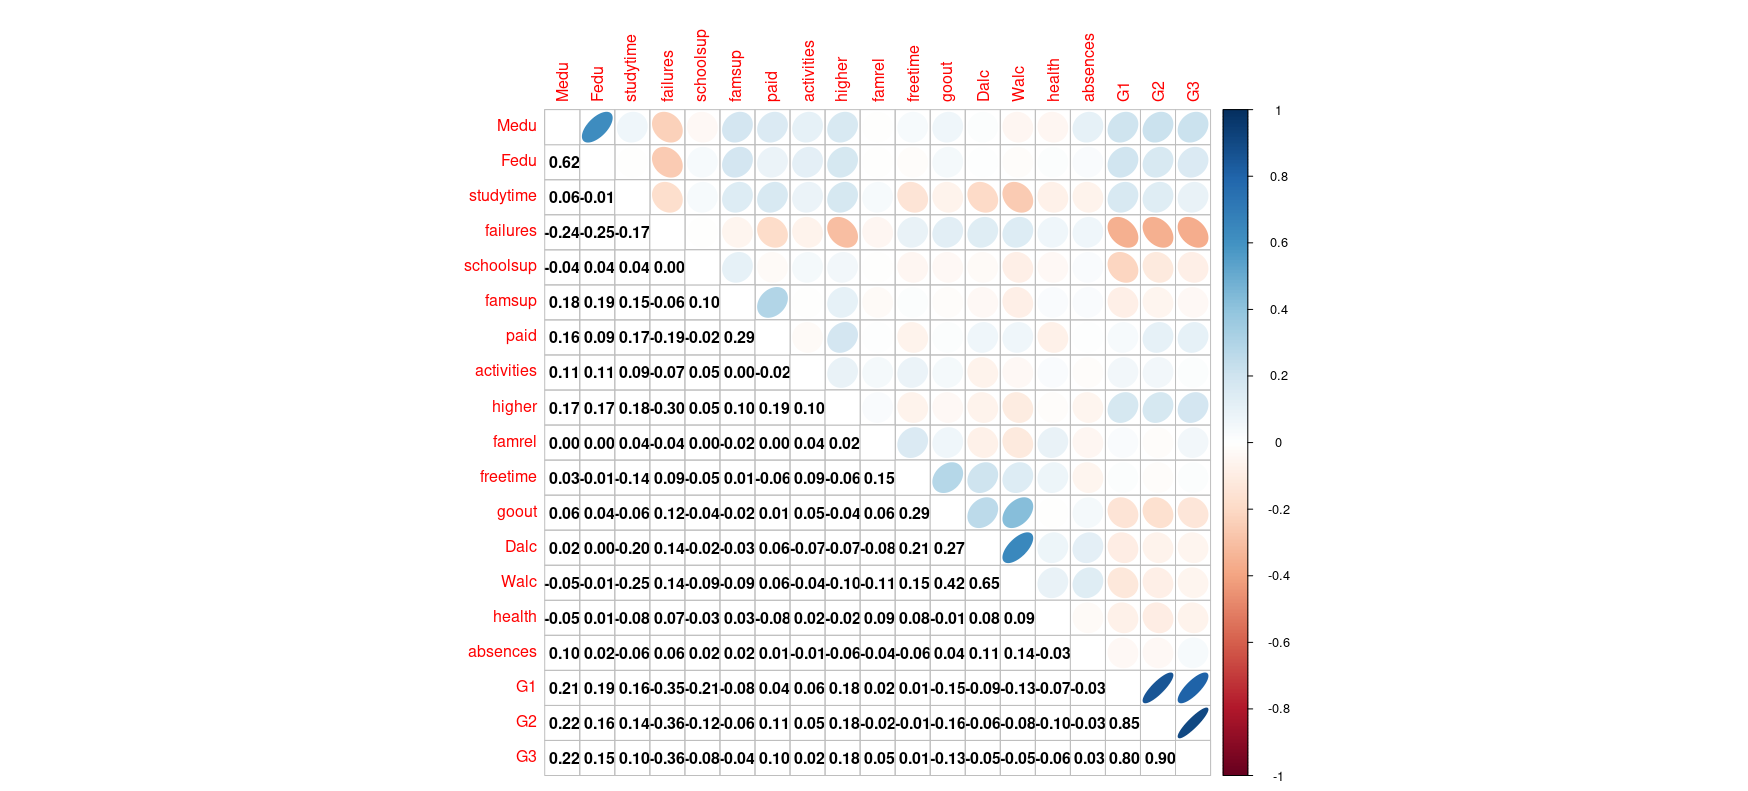 Medu Fedu studytime failures schoolsup famsup paid activities higher famrel freetime goout Dalc Walc health absences G1 G2 G3
Medu 1
Fedu 0.62
0.8
studytime 0.06 -0.01
failures -0.24 -0.25 -0.17
0.6
schoolsup -0.04 0.04 0.04 0.00
famsup 0.18 0.19 0.15 -0.06 0.10
0.4
paid 0.16 0.09 0.17 -0.19 -0.02 0.29
activities 0.11 0.11 0.09 -0.07 0.05 0.00 -0.02
0.2
higher 0.17 0.17 0.18 -0.30 0.05 0.10 0.19 0.10
famrel 0.00 0.00 0.04 -0.04 0.00 -0.02 0.00 0.04 0.02
0
freetime 0.03 -0.01 -0.14 0.09 -0.05 0.01 -0.06 0.09 -0.06 0.15
goout 0.06 0.04 -0.06 0.12 -0.04 -0.02 0.01 0.05 -0.04 0.06 0.29
-0.2
Dalc 0.02 0.00 -0.20 0.14 -0.02 -0.03 0.06 -0.07 -0.07 -0.08 0.21 0.27
Walc -0.05 -0.01 -0.25 0.14 -0.09 -0.09 0.06 -0.04 -0.10 -0.11 0.15 0.42 0.65
-0.4
health -0.05 0.01 -0.08 0.07 -0.03 0.03 -0.08 0.02 -0.02 0.09 0.08 -0.01 0.08 0.09
-0.6
absences 0.10 0.02 -0.06 0.06 0.02 0.02 0.01 -0.01 -0.06 -0.04 -0.06 0.04 0.11 0.14 -0.03
G1 0.21 0.19 0.16 -0.35 -0.21 -0.08 0.04 0.06 0.18 0.02 0.01 -0.15 -0.09 -0.13 -0.07 -0.03
-0.8
G2 0.22 0.16 0.14 -0.36 -0.12 -0.06 0.11 0.05 0.18 -0.02 -0.01 -0.16 -0.06 -0.08 -0.10 -0.03 0.85
G3 0.22 0.15 0.10 -0.36 -0.08 -0.04 0.10 0.02 0.18 0.05 0.01 -0.13 -0.05 -0.05 -0.06 0.03 0.80 0.90
-1